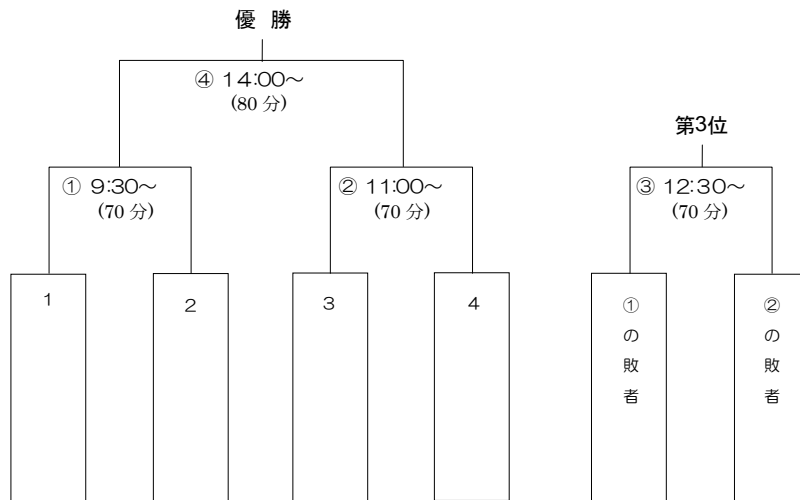 優 勝
④ 14:00～
(80 分)
第3位
① 9:30～
(70 分)
② 11:00～
(70 分)
③ 12:30～
(70 分)
1
2
3
4
①の敗者
②の敗者